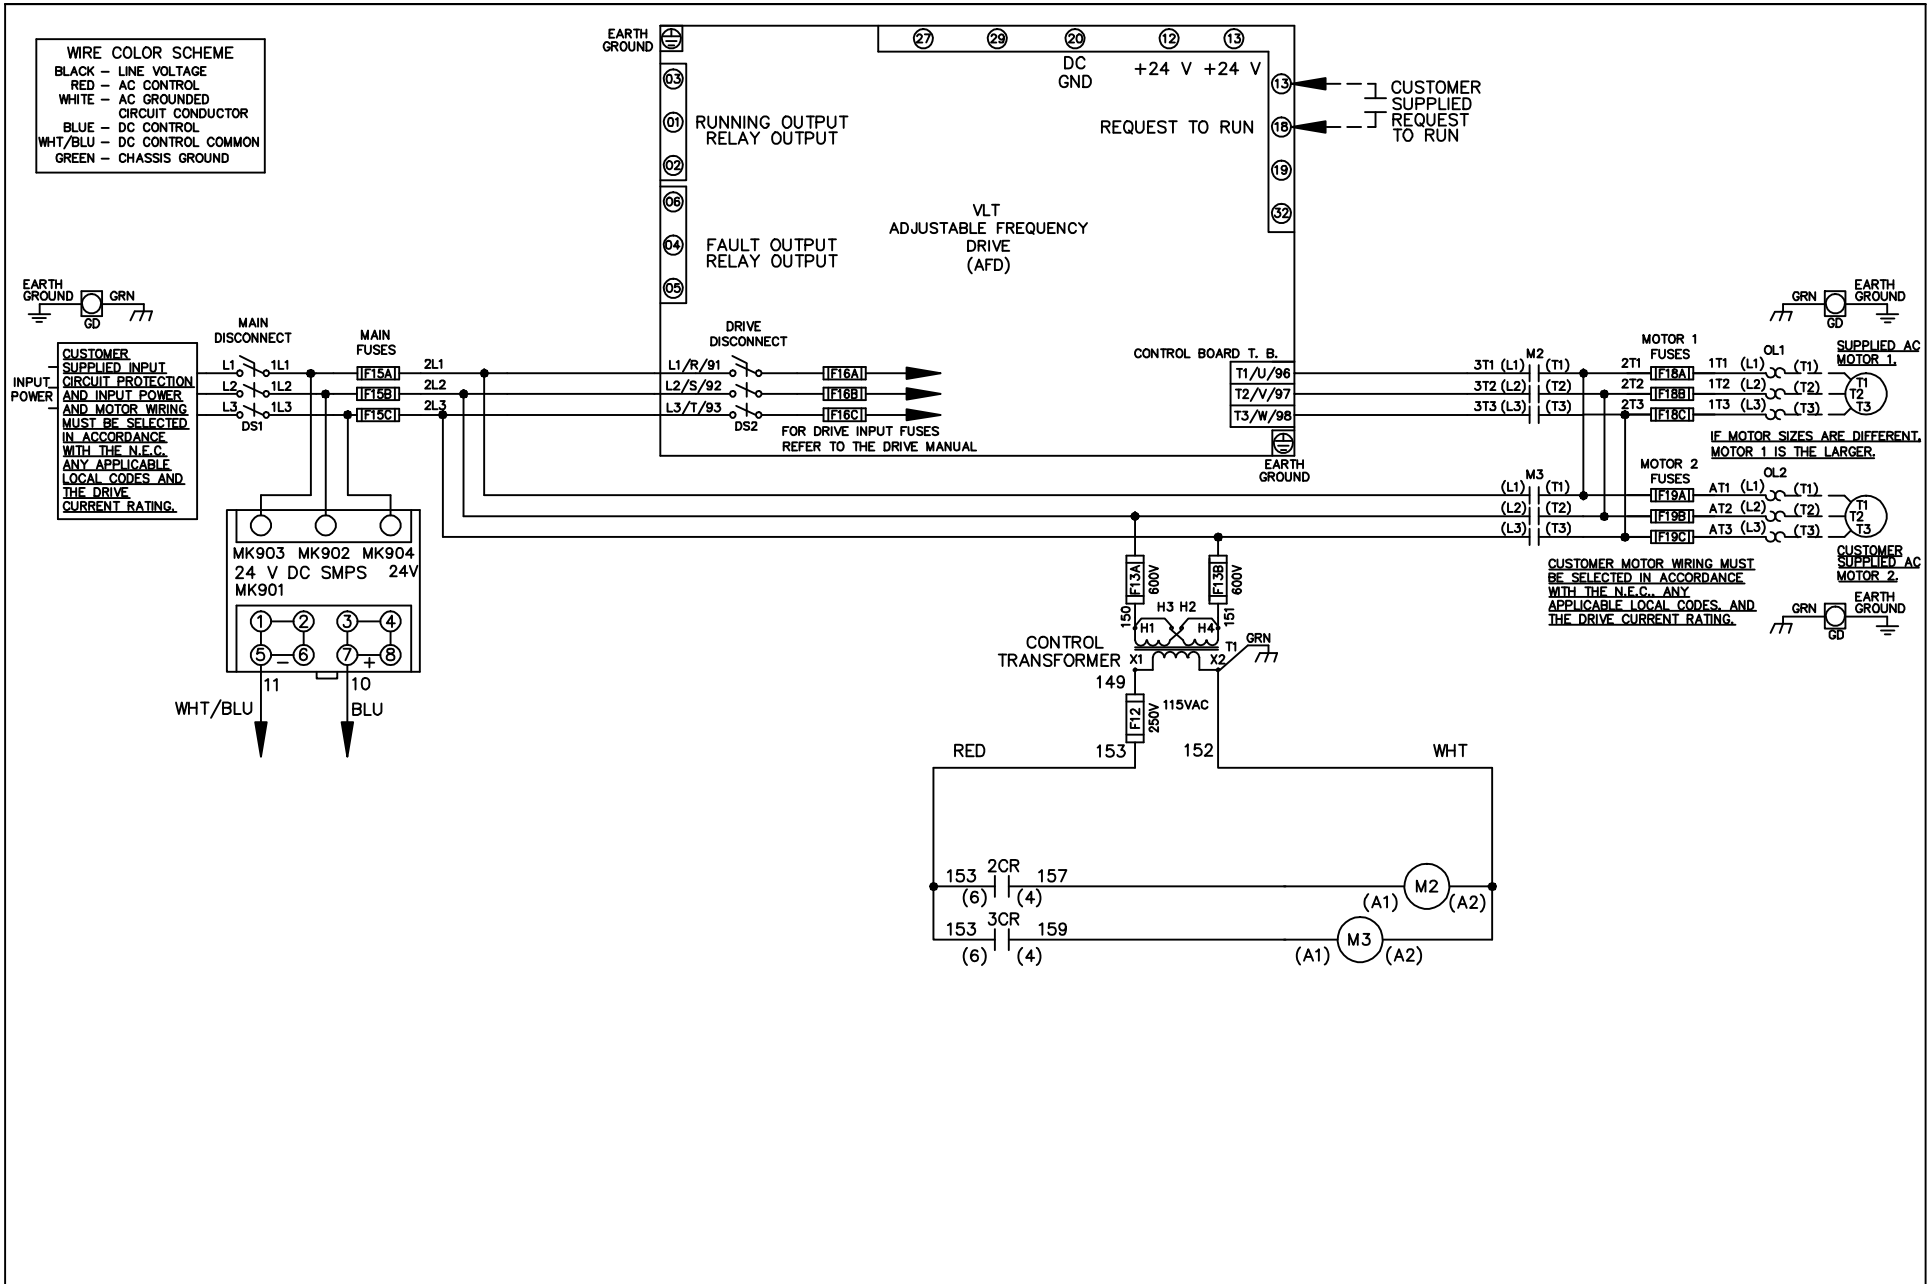 WIRE COLOR SCHEME
BLACK – LINE VOLTAGE
RED – AC CONTROL
WHITE – AC GROUNDED
CIRCUIT CONDUCTOR
BLUE – DC CONTROL
WHT/BLU – DC CONTROL COMMON
GREEN – CHASSIS GROUND
EARTH
GROUND
27
29
20
12
13
DC
GND
+24 V
+24 V
03
01
02
RUNNING OUTPUT
RELAY OUTPUT
06
04
05
FAULT OUTPUT
RELAY OUTPUT
13
18
19
32
REQUEST TO RUN
CUSTOMER
SUPPLIED
REQUEST
TO RUN
VLT
ADJUSTABLE FREQUENCY
DRIVE
(AFD)
EARTH
GROUND
GRN
GD
INPUT
POWER
CUSTOMER
SUPPLIED INPUT
CIRCUIT PROTECTION
AND INPUT POWER
AND MOTOR WIRING
MUST BE SELECTED
IN ACCORDANCE
WITH THE N.E.C.
ANY APPLICABLE
LOCAL CODES AND
THE DRIVE
CURRENT RATING.
MAIN
DISCONNECT
L1 1L1
L2 1L2
L3 1L3
DS1
MAIN
FUSES
F15A
F15B
F15C
2L1
2L2
2L3
DRIVE
DISCONNECT
L1/R/91
L2/S/92
L3/T/93
DS2
F16A
F16B
F16C
FOR DRIVE INPUT FUSES
REFER TO THE DRIVE MANUAL
CONTROL BOARD T. B.
T1/U/96
T2/V/97
T3/W/98
EARTH
GROUND
M2
3T1 (L1) (T1)
3T2 (L2) (T2)
3T3 (L3) (T3)
MOTOR 1
FUSES
2T1 F18A 1T1 (L1)
2T2 F18B 1T2 (L2)
2T3 F18C 1T3 (L3)
OL1
(T1)
(T2)
(T3)
T1
T2
T3
GRN
GD
EARTH
GROUND
SUPPLIED AC
MOTOR 1.
IF MOTOR SIZES ARE DIFFERENT,
MOTOR 1 IS THE LARGER.
M3
(L1) (T1)
(L2) (T2)
(L3) (T3)
MOTOR 2
FUSES
F19A AT1 (L1)
F19B AT2 (L2)
F19C AT3 (L3)
OL2
(T1)
(T2)
(T3)
T1
T2
T3
CUSTOMER
SUPPLIED AC
MOTOR 2.
GRN
GD
EARTH
GROUND
CUSTOMER MOTOR WIRING MUST
BE SELECTED IN ACCORDANCE
WITH THE N.E.C., ANY
APPLICABLE LOCAL CODES, AND
THE DRIVE CURRENT RATING.
MK903 MK902 MK904
24 V DC SMPS 24V
MK901
1 2 3 4
5 – 6 7 + 8
11
10
WHT/BLU
BLU
F13A
600V
F13B
600V
150
151
H3 H2
H1
H4
CONTROL
TRANSFORMER
T1
GRN
X1
X2
149
F12
250V
115VAC
153
152
RED
WHT
153 2CR 157
(6) (4)
M2
(A1) (A2)
153 3CR 159
(6) (4)
M3
(A1) (A2)